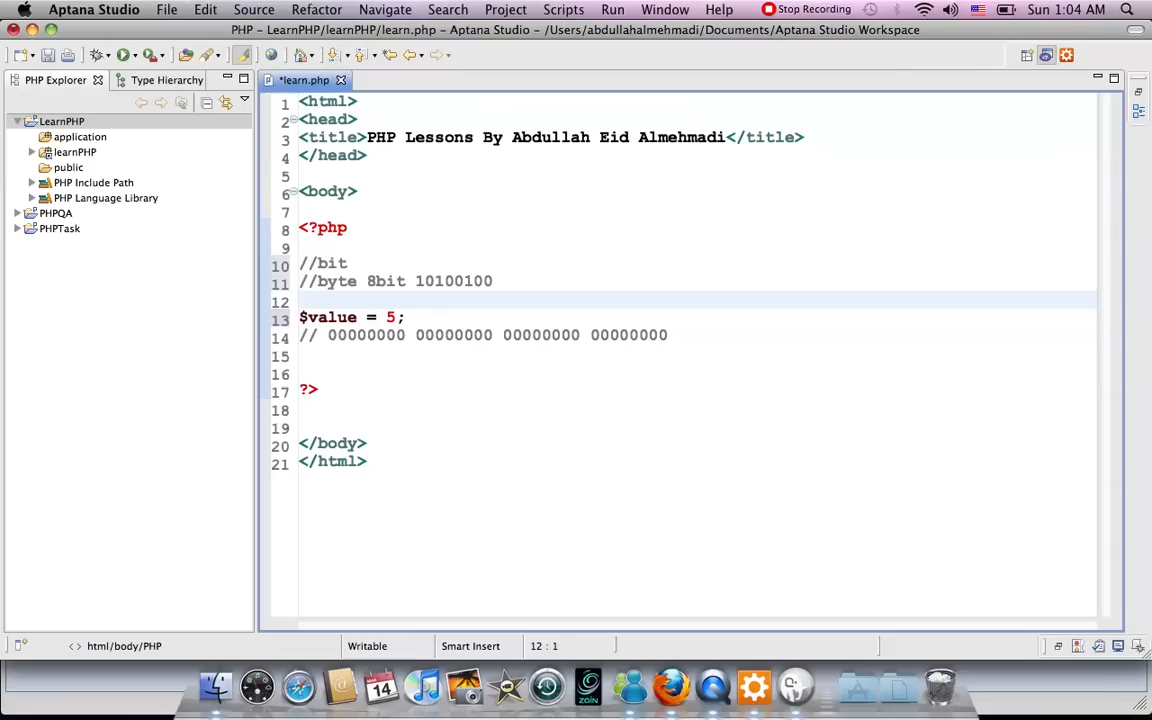 Aptana Studio File Edit Source Refactor Navigate Search Project Scripts Run Window Help Stop Recording Sun 1:04 AM
PHP - LearnPHP/learnPHP/learn.php - Aptana Studio - /Users/abdullahalmehmadi/Documents/Aptana Studio Workspace
PHP Explorer Type Hierarchy *learn.php
LearnPHP
application
learnPHP
public
PHP Include Path
PHP Language Library
PHPQA
PHPTask
1 <html>
2 <head>
3 <title>PHP Lessons By Abdullah Eid Almehmadi</title>
4 </head>
5
6 <body>
7
8 <?php
9
10 //bit
11 //byte 8bit 10100100
12
13 $value = 5;
14 // 00000000 00000000 00000000 00000000
15
16
17 ?>
18
19
20 </body>
21 </html>
<> html/body/PHP Writable Smart Insert 12 : 1
14
zain